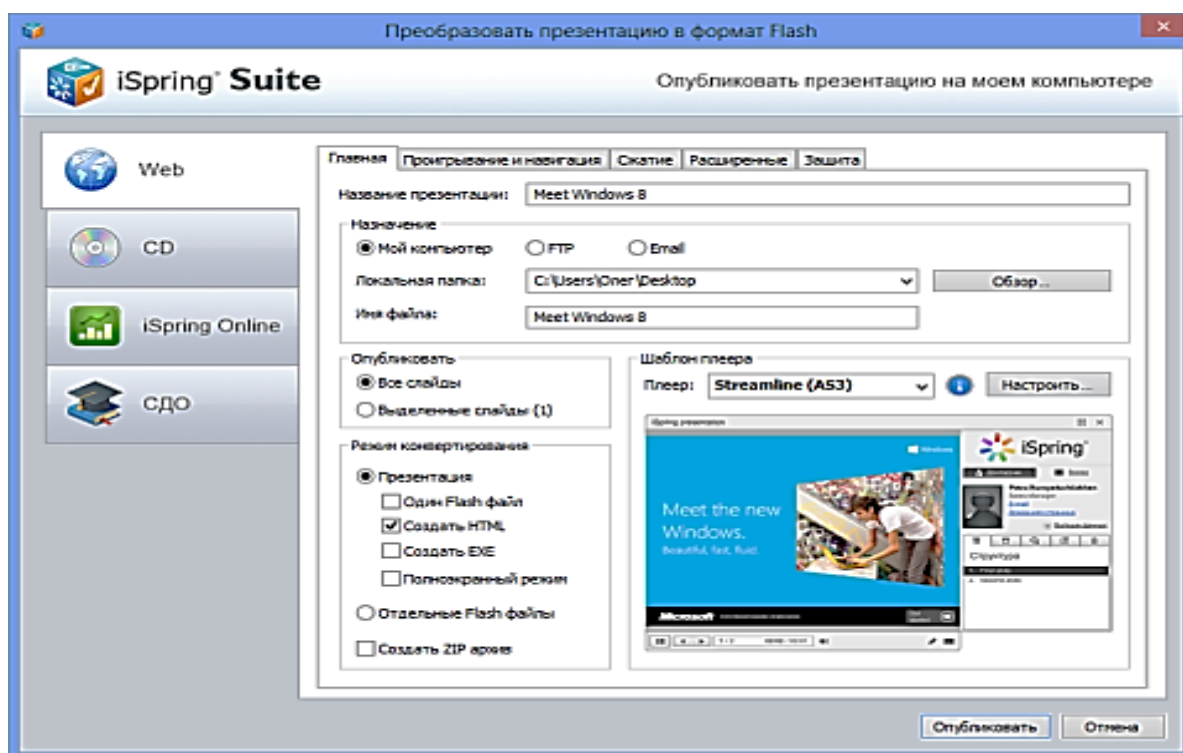 Преобразовать презентацию в формат Flash
iSpring® Suite
Опубликовать презентацию на моем компьютере
Web
CD
iSpring Online
СДО
Главная Проигрывание и навигация Сжатие Расширенные Защита
Название презентации: Meet Windows 8
Назначение
Мой компьютер FTP Email
Локальная папка: C:\Users\Oner\Desktop Обзор...
Имя файла: Meet Windows 8
Опубликовать
Все слайды
Выделенные слайды (1)
Режим конвертирования
Презентация
Один Flash файл
Создать HTML
Создать EXE
Полноэкранный режим
Отдельные Flash файлы
Создать ZIP архив
Шаблон плеера
Плеер: Streamline (AS3) Настроить...
iSpring presentation
Windows
Meet the new
Windows.
Beautiful, fast, fluid.
Microsoft
iSpring®
Структура
Опубликовать Отмена